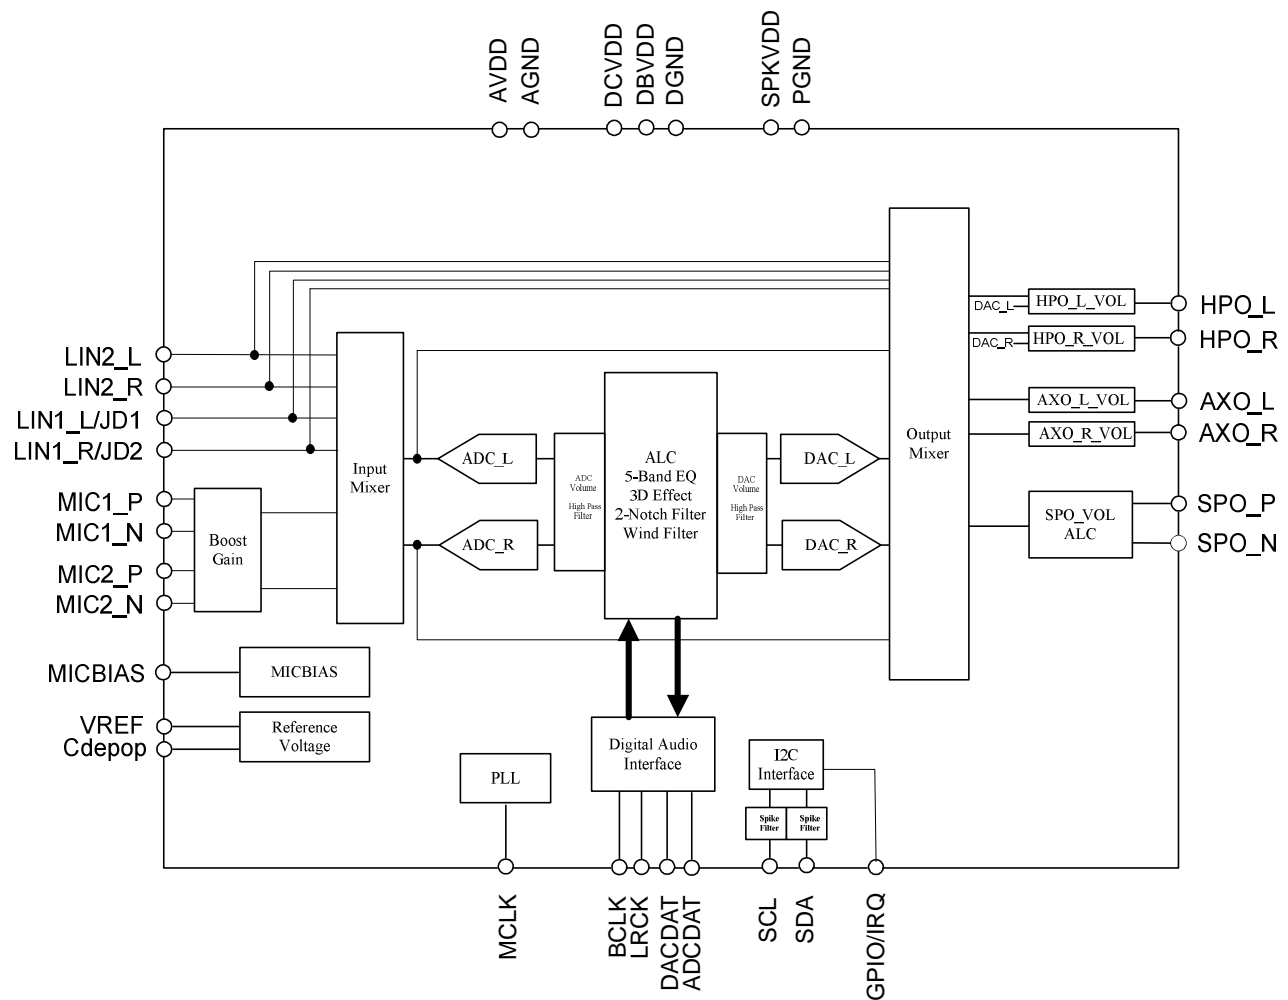 AVDD
AGND
DCVDD
DBVDD
DGND
SPKVDD
PGND
LIN2_L
LIN2_R
LIN1_L/JD1
LIN1_R/JD2
MIC1_P
MIC1_N
MIC2_P
MIC2_N
MICBIAS
VREF
Cdepop
Boost
Gain
MICBIAS
Reference
Voltage
Input
Mixer
ADC_L
ADC_R
ADC
Volume
High Pass
Filter
ALC
5-Band EQ
3D Effect
2-Notch Filter
Wind Filter
DAC
Volume
High Pass
Filter
DAC_L
DAC_R
Output
Mixer
DAC_L
HPO_L_VOL
DAC_R
HPO_R_VOL
AXO_L_VOL
AXO_R_VOL
SPO_VOL
ALC
HPO_L
HPO_R
AXO_L
AXO_R
SPO_P
SPO_N
PLL
Digital Audio
Interface
I2C
Interface
Spike
Filter
Spike
Filter
MCLK
BCLK
LRCK
DACDAT
ADCDAT
SCL
SDA
GPIO/IRQ